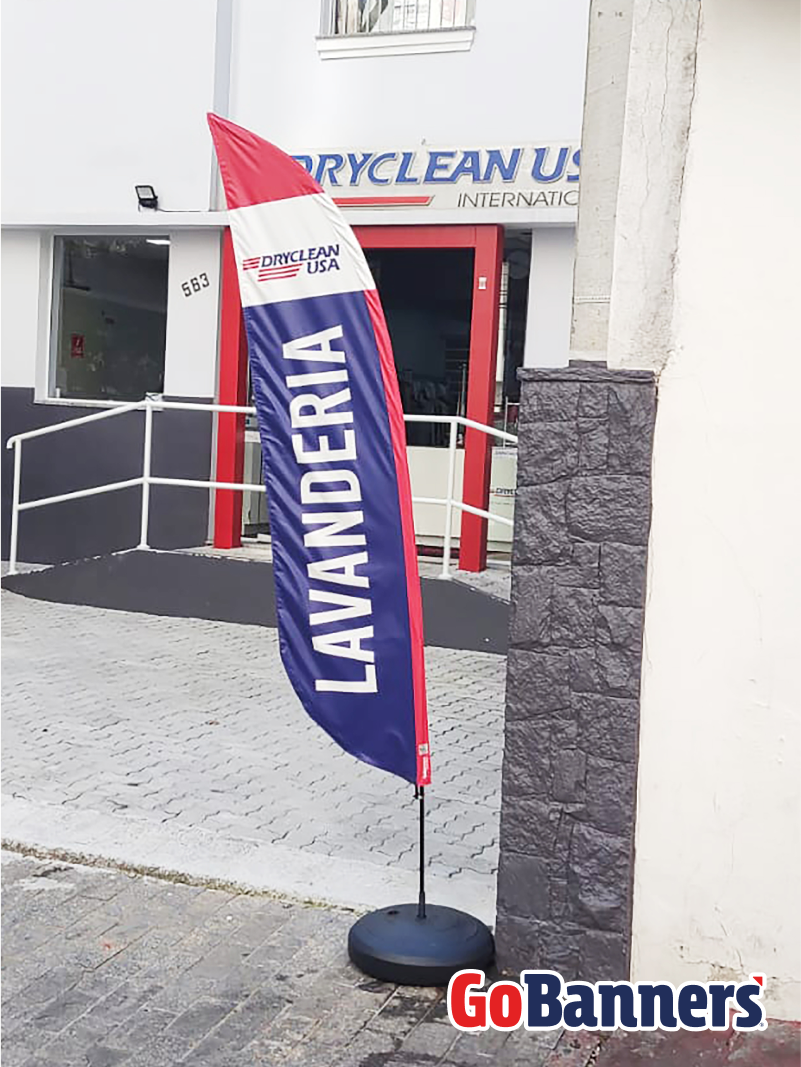 DRYCLEAN US
INTERNATIO
DRYCLEAN
USA
563
LAVANDERIA
GoBanners